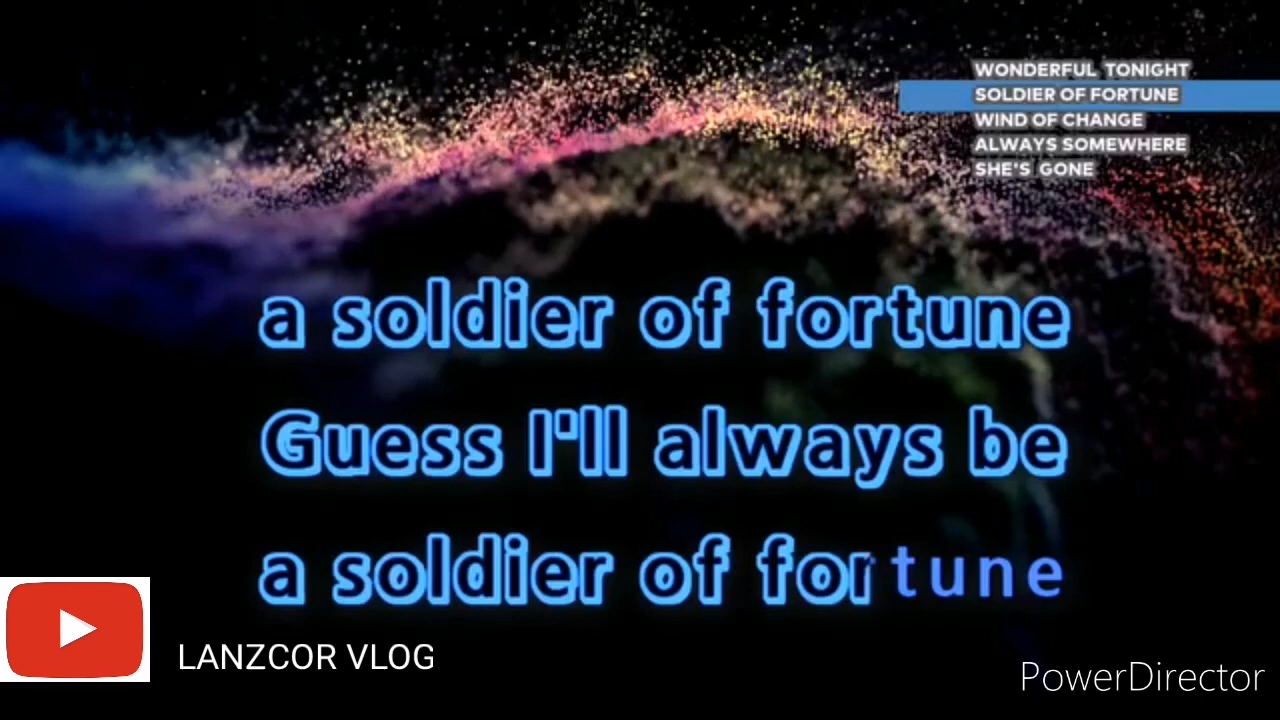 WONDERFUL TONIGHT
SOLDIER OF FORTUNE
WIND OF CHANGE
ALWAYS SOMEWHERE
SHE'S GONE
a soldier of fortune
Guess I'll always be
a soldier of fortune
LANZCOR VLOG
PowerDirector